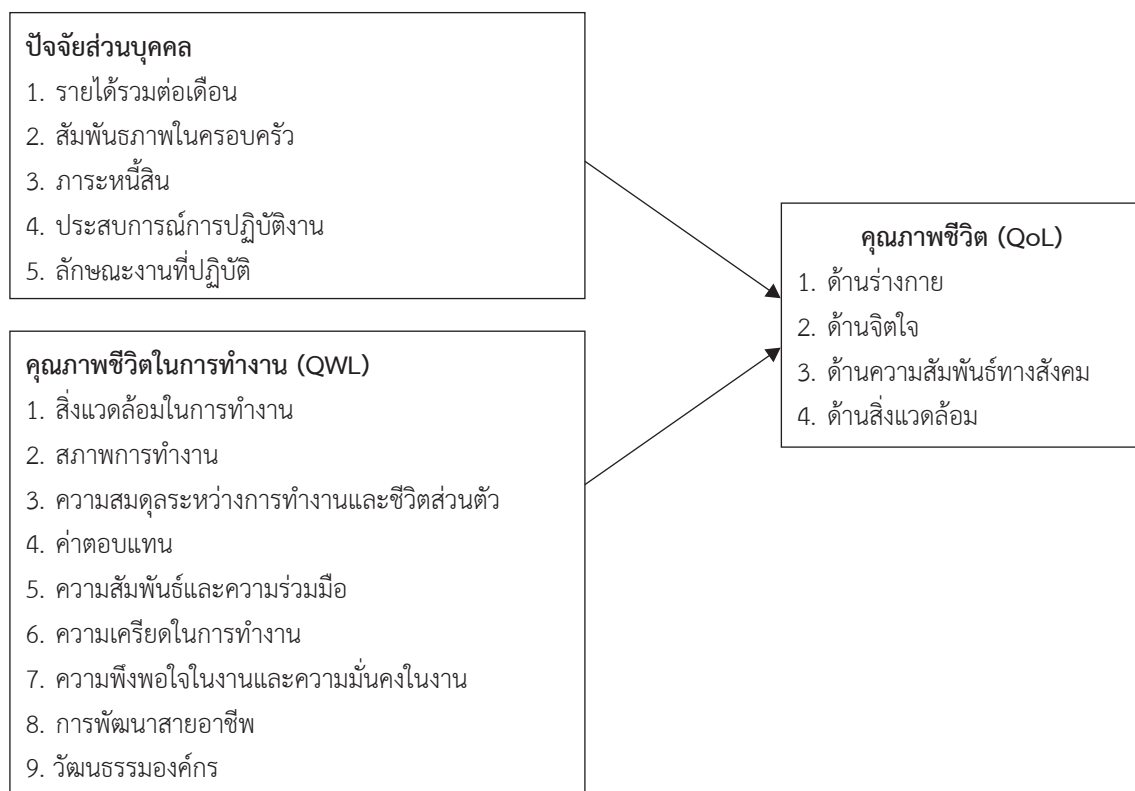 ปัจจัยส่วนบุคคล
1. รายได้รวมต่อเดือน
2. สัมพันธภาพในครอบครัว
3. ภาระหนี้สิน
4. ประสบการณ์การปฏิบัติงาน
5. ลักษณะงานที่ปฏิบัติ
คุณภาพชีวิตในการทำงาน (QWL)
1. สิ่งแวดล้อมในการทำงาน
2. สภาพการทำงาน
3. ความสมดุลระหว่างการทำงานและชีวิตส่วนตัว
4. ค่าตอบแทน
5. ความสัมพันธ์และความร่วมมือ
6. ความเครียดในการทำงาน
7. ความพึงพอใจในงานและความมั่นคงในงาน
8. การพัฒนาสายอาชีพ
9. วัฒนธรรมองค์กร
คุณภาพชีวิต (QoL)
1. ด้านร่างกาย
2. ด้านจิตใจ
3. ด้านความสัมพันธ์ทางสังคม
4. ด้านสิ่งแวดล้อม